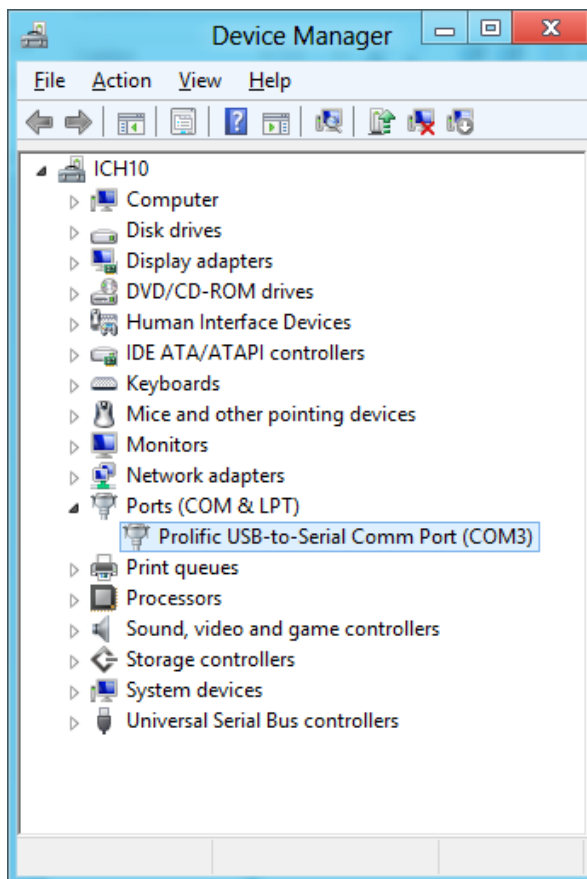 Device Manager
File Action View Help
ICH10
Computer
Disk drives
Display adapters
DVD/CD-ROM drives
Human Interface Devices
IDE ATA/ATAPI controllers
Keyboards
Mice and other pointing devices
Monitors
Network adapters
Ports (COM & LPT)
Prolific USB-to-Serial Comm Port (COM3)
Print queues
Processors
Sound, video and game controllers
Storage controllers
System devices
Universal Serial Bus controllers